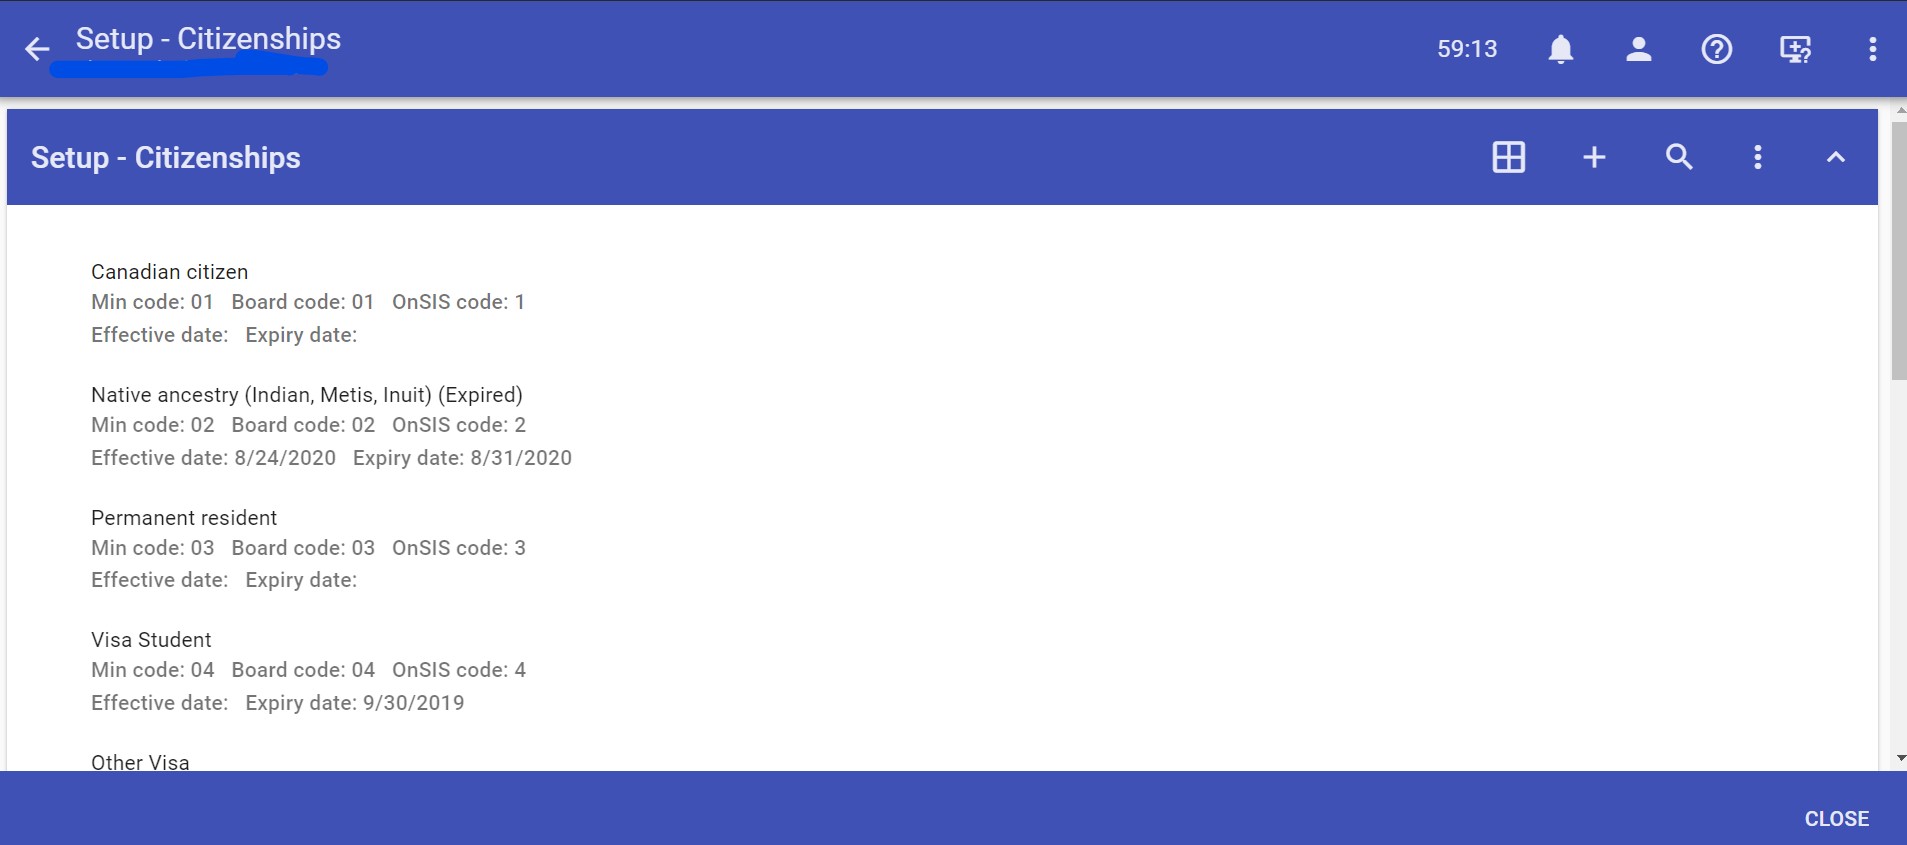 Setup - Citizenships
59:13
Setup - Citizenships
Canadian citizen
Min code: 01 Board code: 01 OnSIS code: 1
Effective date: Expiry date:
Native ancestry (Indian, Metis, Inuit) (Expired)
Min code: 02 Board code: 02 OnSIS code: 2
Effective date: 8/24/2020 Expiry date: 8/31/2020
Permanent resident
Min code: 03 Board code: 03 OnSIS code: 3
Effective date: Expiry date:
Visa Student
Min code: 04 Board code: 04 OnSIS code: 4
Effective date: Expiry date: 9/30/2019
Other Visa
CLOSE